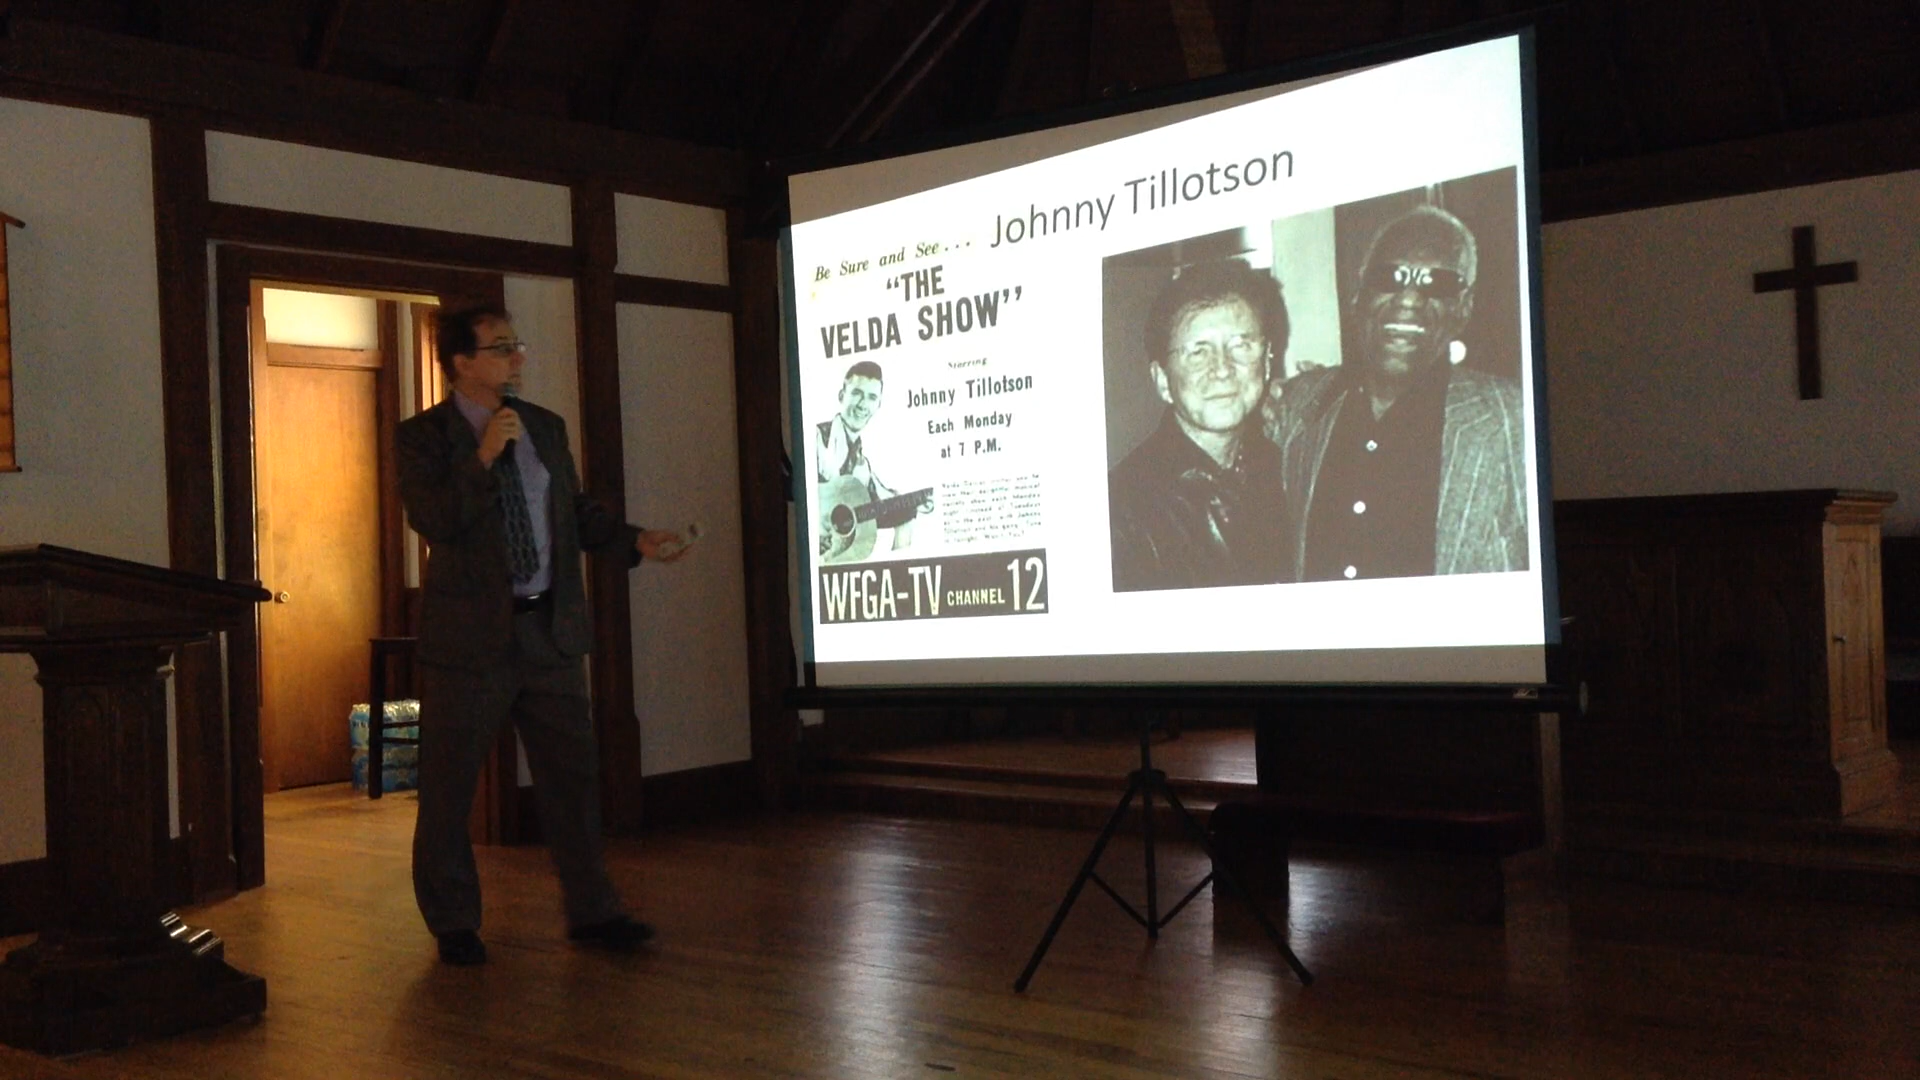 Johnny Tillotson
Be Sure and See...
"THE
VELDA SHOW"
Starring
Johnny Tillotson
Each Monday
at 7 P.M.
WFGA-TV CHANNEL 12